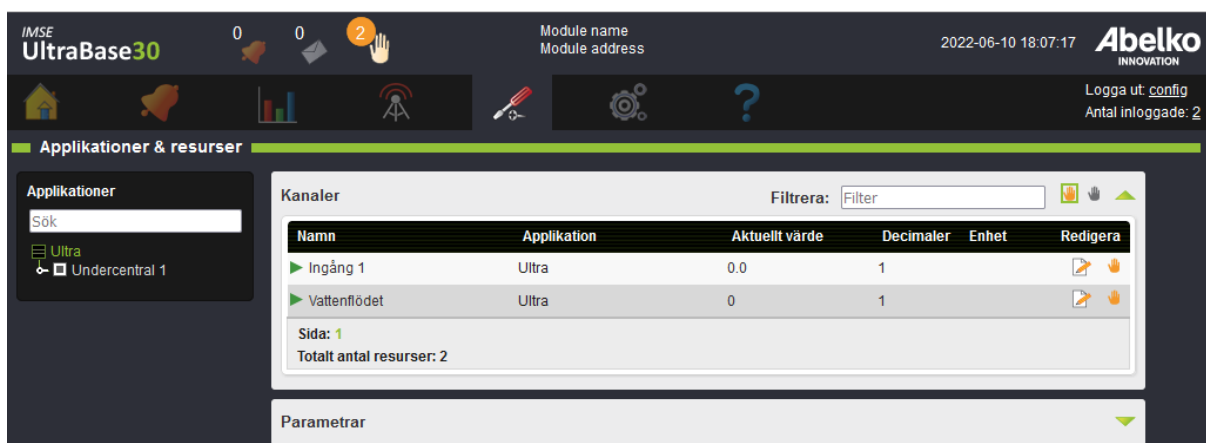 IMSE
UltraBase30
0
0
2
Module name
Module address
2022-06-10 18:07:17
Abelko
INNOVATION
Logga ut: config
Antal inloggade: 2
Applikationer & resurser
Applikationer
Sök
Ultra
Undercentral 1
Kanaler
Filtrera: Filter
Namn Applikation Aktuellt värde Decimaler Enhet Redigera
Ingång 1 Ultra 0.0 1
Vattenflödet Ultra 0 1
Sida: 1
Totalt antal resurser: 2
Parametrar